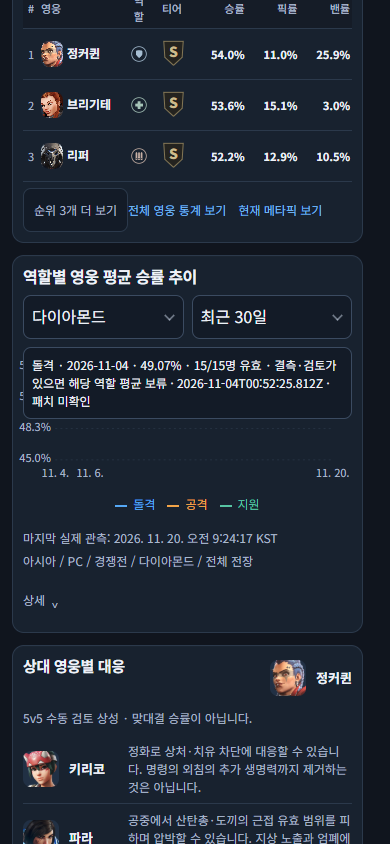 # 영웅 역할 티어 승률 픽률 밴률
1 정커퀸 S 54.0% 11.0% 25.9%
2 브리기테 S 53.6% 15.1% 3.0%
3 리퍼 S 52.2% 12.9% 10.5%
순위 3개 더 보기 전체 영웅 통계 보기 현재 메타픽 보기
역할별 영웅 평균 승률 추이
다이아몬드 최근 30일
돌격 · 2026-11-04 · 49.07% · 15/15명 유효 · 결측·검토가
있으면 해당 역할 평균 보류 · 2026-11-04T00:52:25.812Z ·
패치 미확인
48.3%
45.0%
11. 4. 11. 6. 11. 20.
돌격 공격 지원
마지막 실제 관측: 2026. 11. 20. 오전 9:24:17 KST
아시아 / PC / 경쟁전 / 다이아몬드 / 전체 전장
상세
상대 영웅별 대응 정커퀸
5v5 수동 검토 상성 · 맞대결 승률이 아닙니다.
키리코
정화로 상처·치유 차단에 대응할 수 있습니
다. 명령의 외침의 추가 생명력까지 제거하는
것은 아닙니다.
파라
공중에서 산탄총·도끼의 근접 유효 범위를 피
하며 압박할 수 있습니다. 지상 노출과 엄폐에